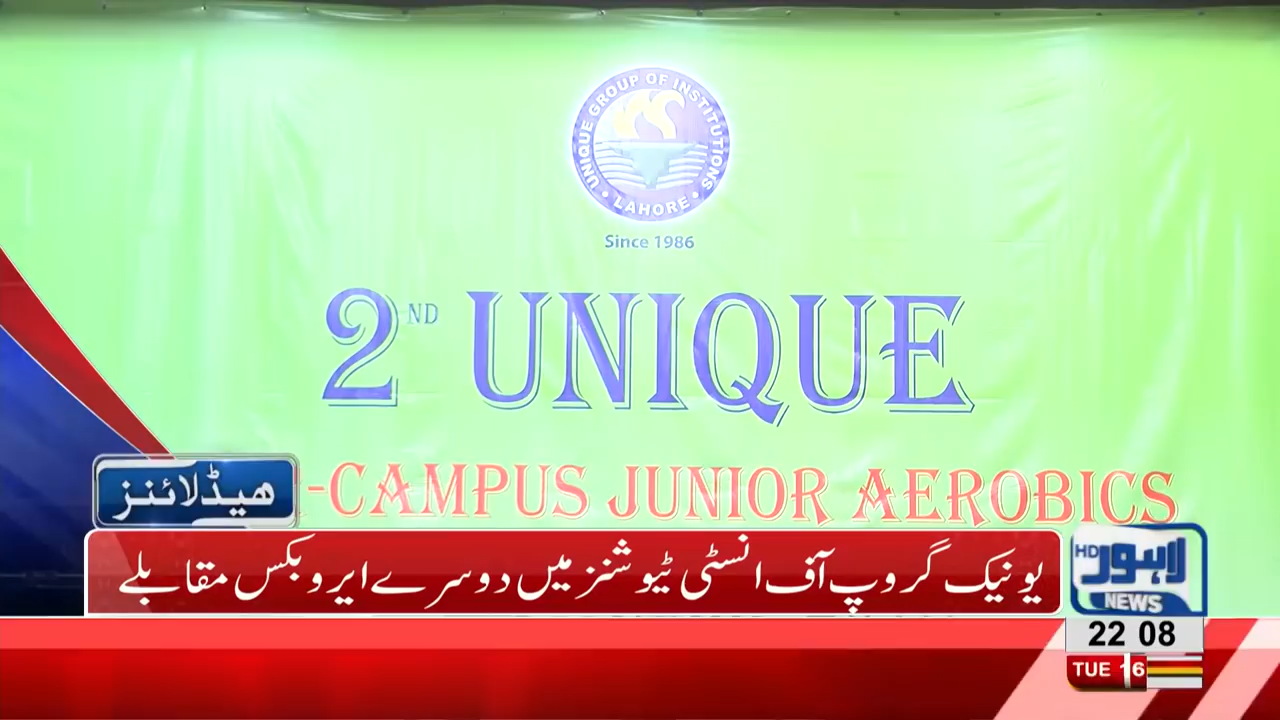 UNIQUE GROUP OF INSTITUTIONS
• LAHORE •
Since 1986
2ND UNIQUE
-CAMPUS JUNIOR AEROBICS
ہیڈلائنز
یونیک گروپ آف انسٹی ٹیوشنز میں دوسرے ایروبکس مقابلے
HD
لاہور
NEWS
22 08
TUE 16